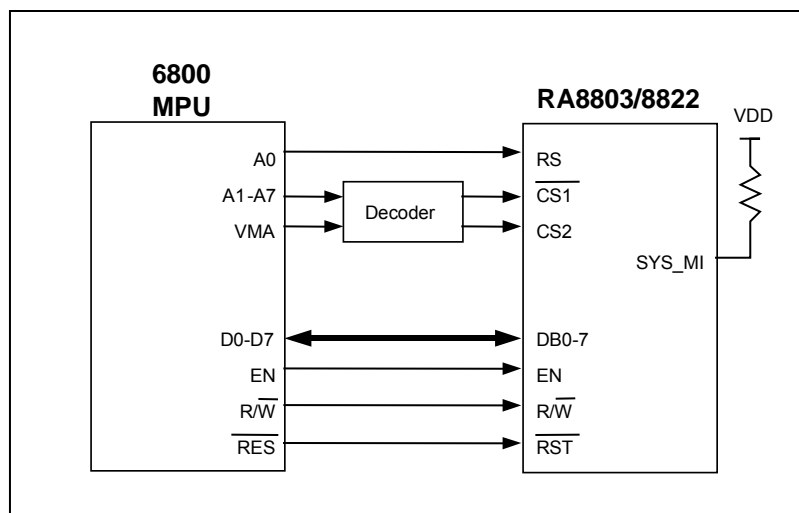 6800
MPU
RA8803/8822
VDD
A0
RS
A1-A7
Decoder
CS1
VMA
CS2
SYS_MI
D0-D7
DB0-7
EN
EN
R/W
R/W
RES
RST